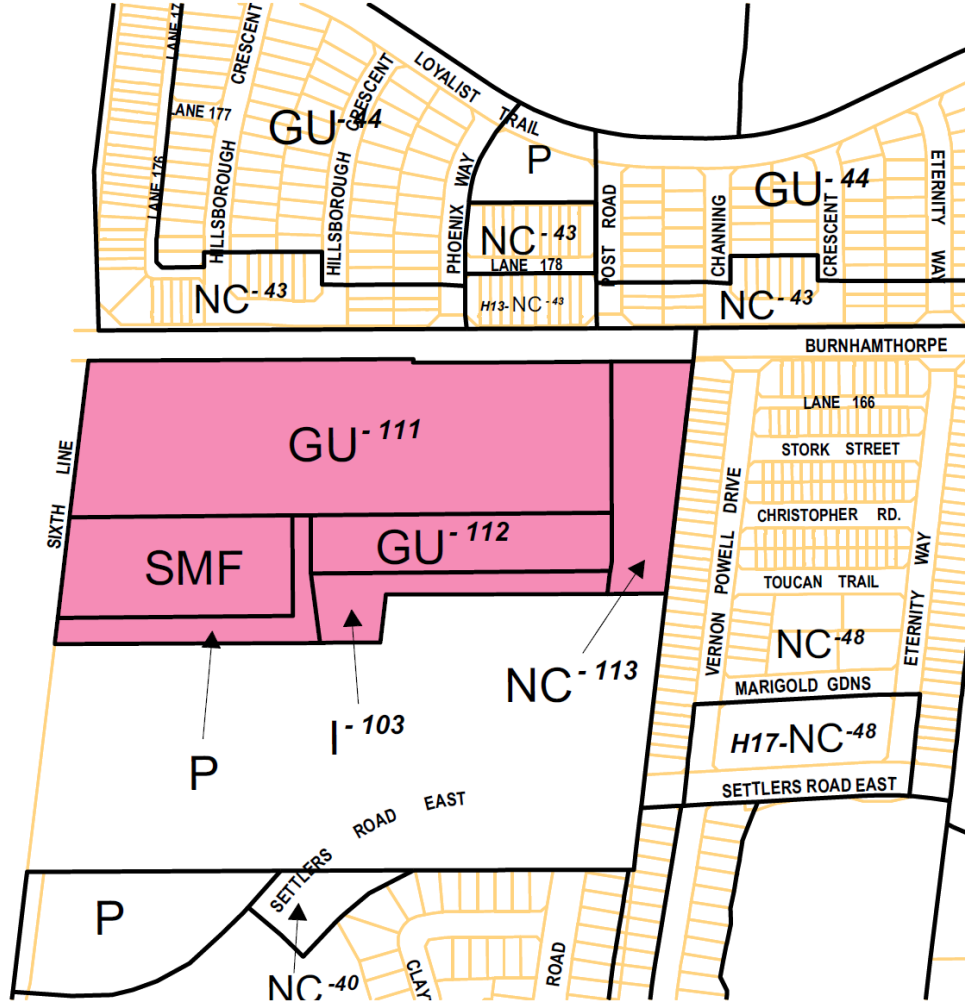 LANE 17
CRESCENT
LOYALIST
TRAIL
LANE 177
GU-44
CRESCENT
P
LANE 176
HILLSBOROUGH
HILLSBOROUGH
PHOENIX WAY
POST ROAD
GU-44
CHANNING
CRESCENT
ETERNITY WAY
NC-43
LANE 178
NC-43
H13-NC-43
NC-43
BURNHAMTHORPE
SIXTH LINE
GU-111
LANE 166
STORK STREET
CHRISTOPHER RD.
VERNON POWELL DRIVE
ETERNITY WAY
SMF
GU-112
TOUCAN TRAIL
NC-48
NC-113
MARIGOLD GDNS
I-103
P
H17-NC-48
SETTLERS ROAD EAST
SETTLERS ROAD EAST
P
NC-40
ROAD